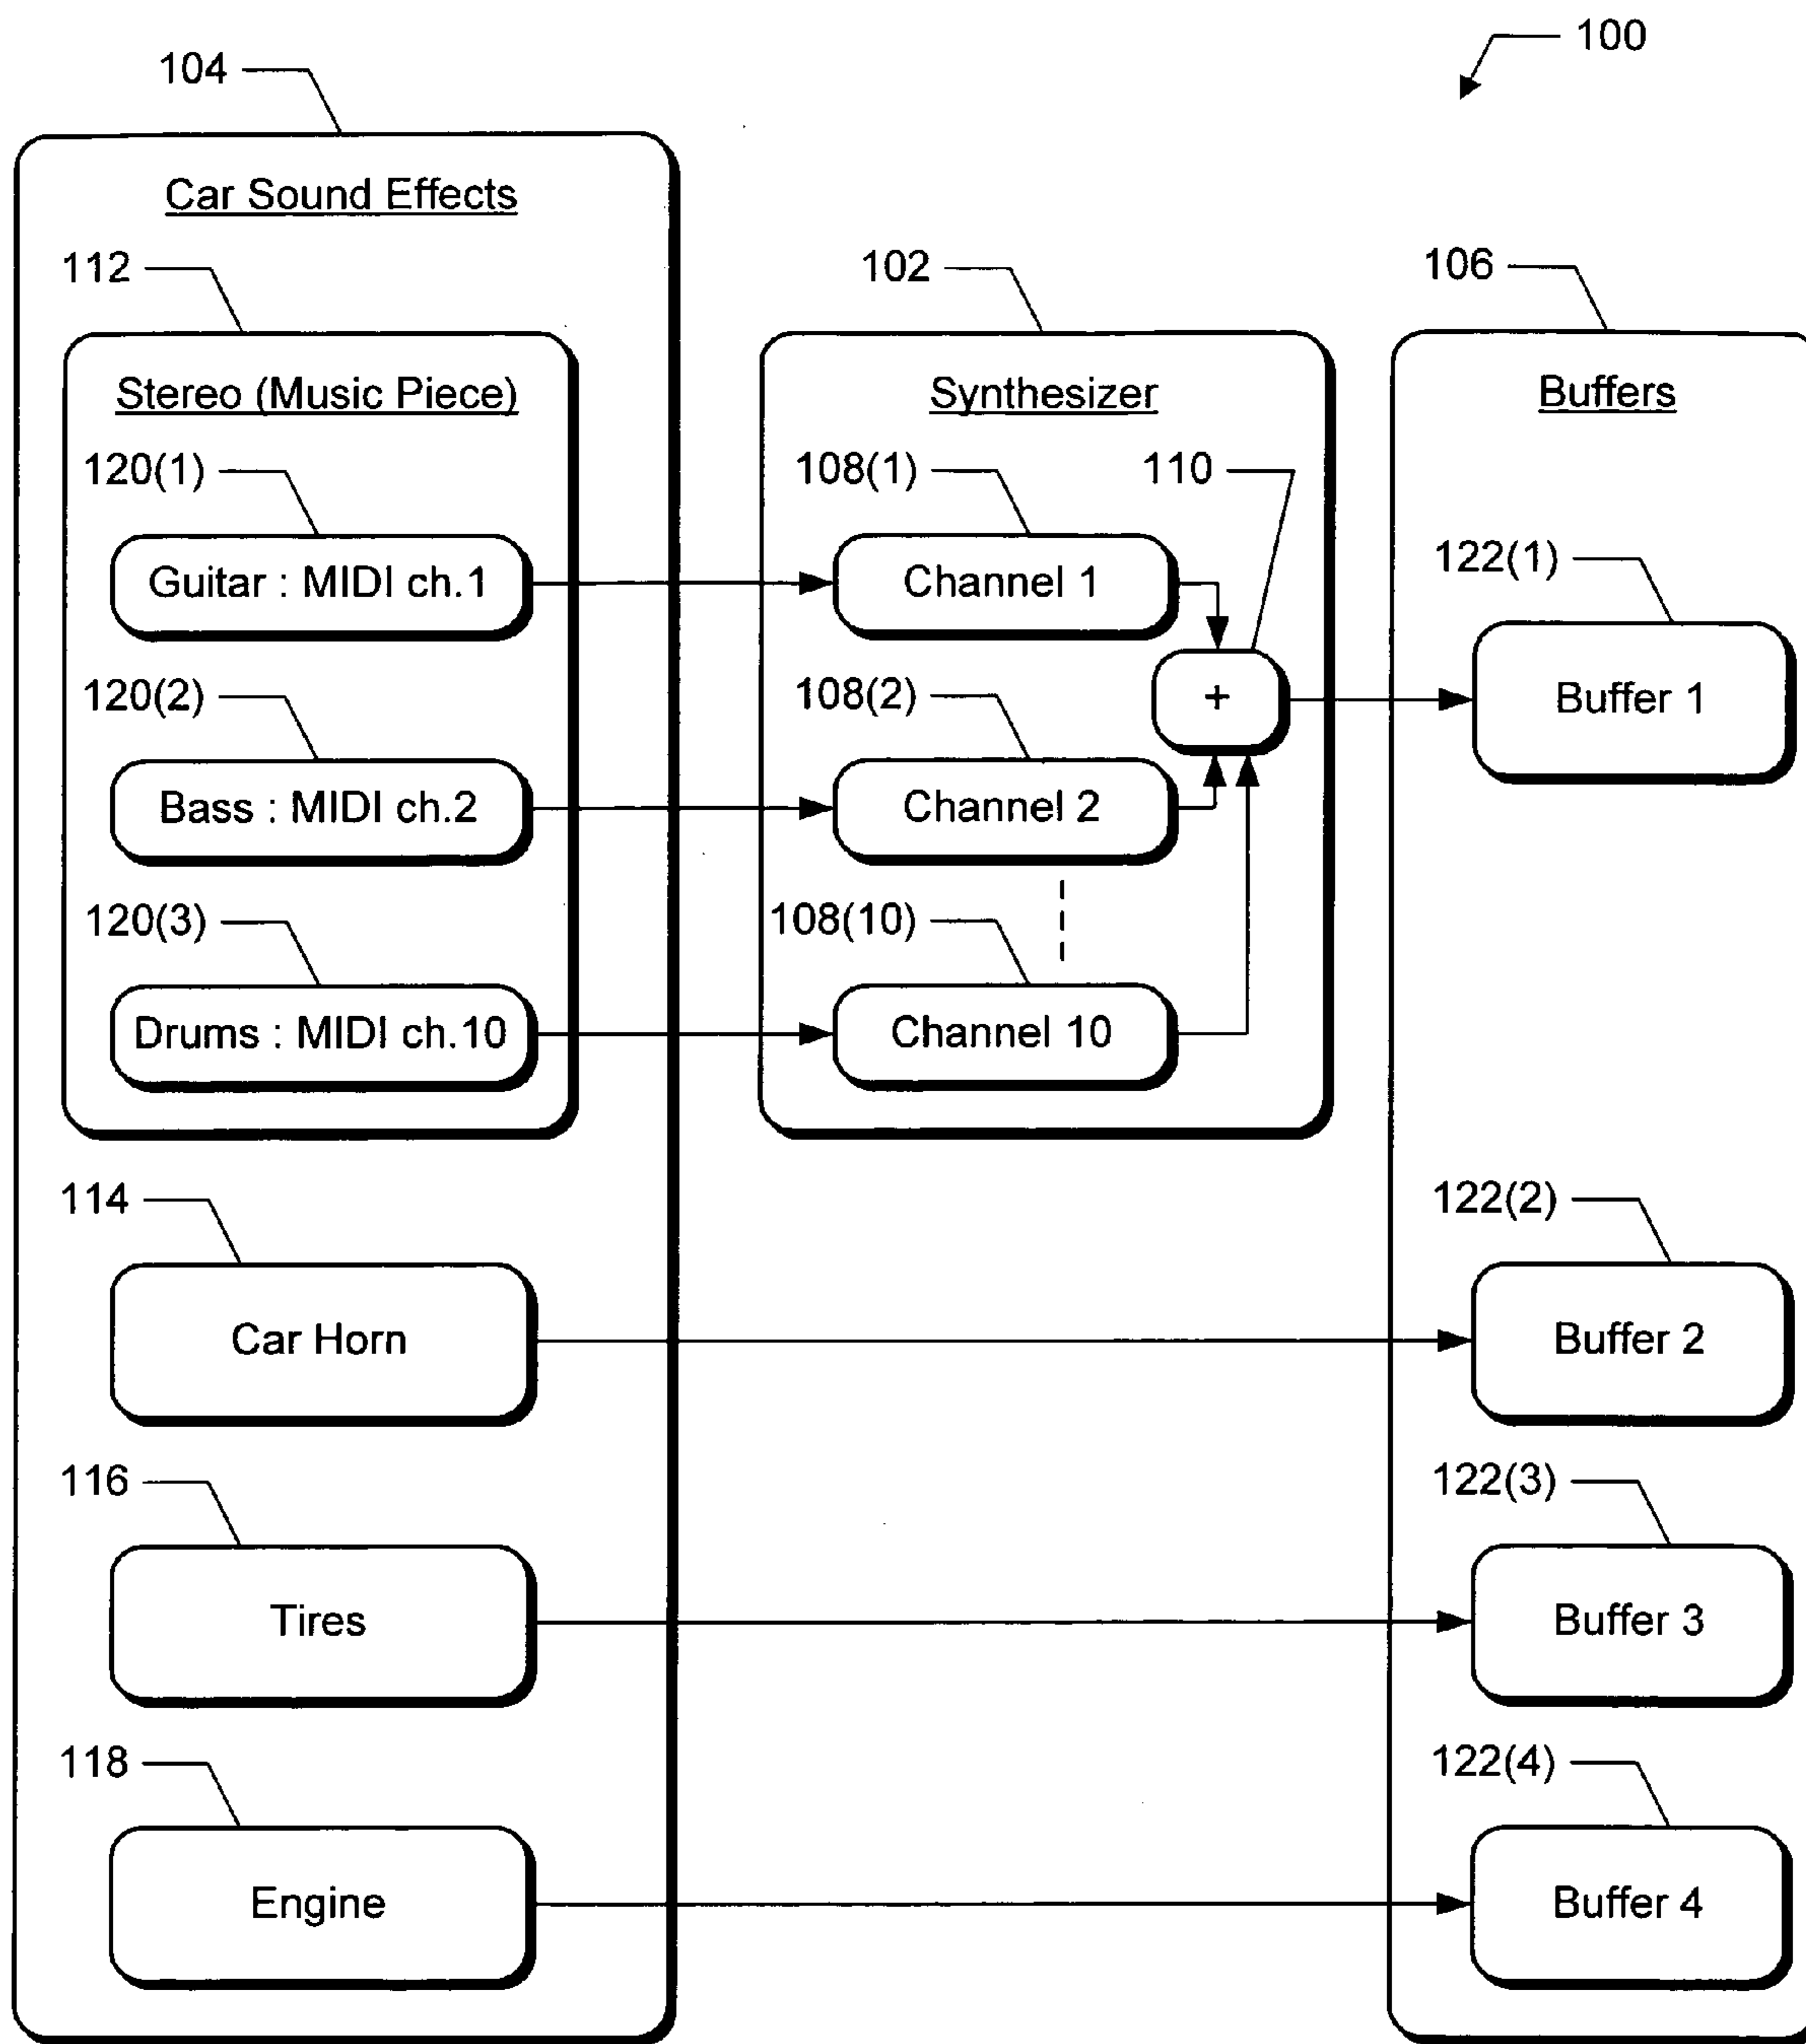 100
104
Car Sound Effects
112
102
106
Stereo (Music Piece)
Synthesizer
Buffers
120(1)
108(1)
110
Guitar : MIDI ch.1
Channel 1
122(1)
120(2)
108(2)
+
Buffer 1
Bass : MIDI ch.2
Channel 2
120(3)
108(10)
Drums : MIDI ch.10
Channel 10
114
122(2)
Car Horn
Buffer 2
116
122(3)
Tires
Buffer 3
118
122(4)
Engine
Buffer 4